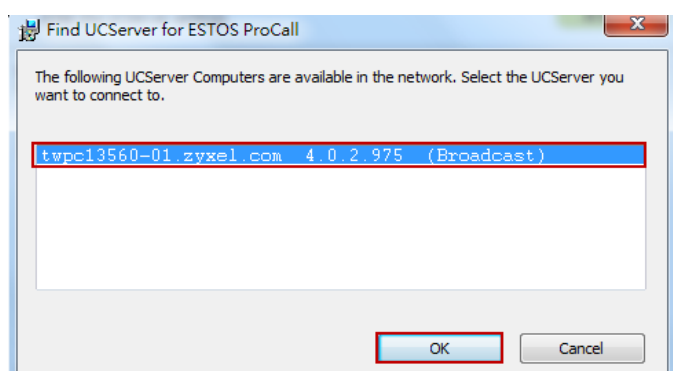 Find UCServer for ESTOS ProCall
The following UCServer Computers are available in the network. Select the UCServer you
want to connect to.
twpc13560-01.zyxel.com 4.0.2.975 (Broadcast)
OK Cancel